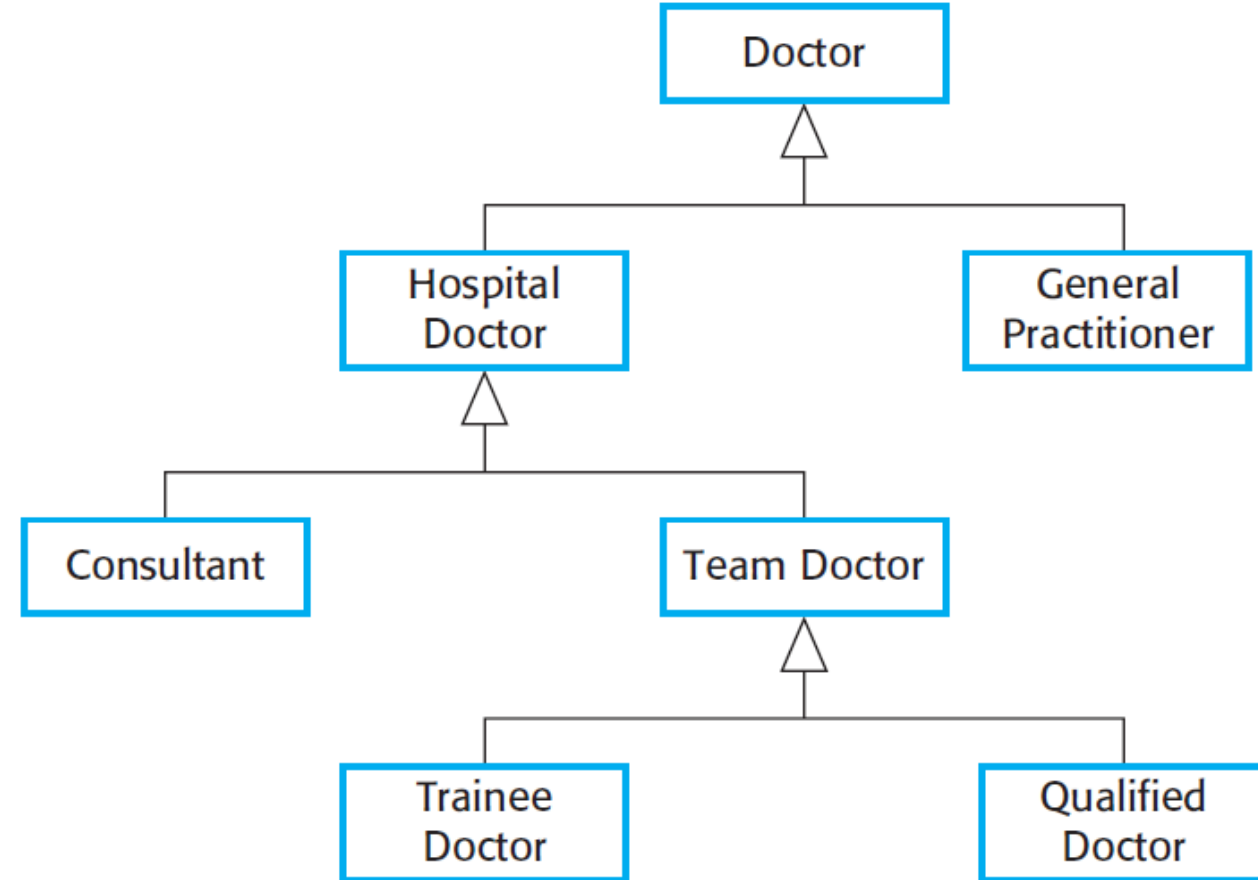 Doctor
Hospital
Doctor
General
Practitioner
Consultant
Team Doctor
Trainee
Doctor
Qualified
Doctor